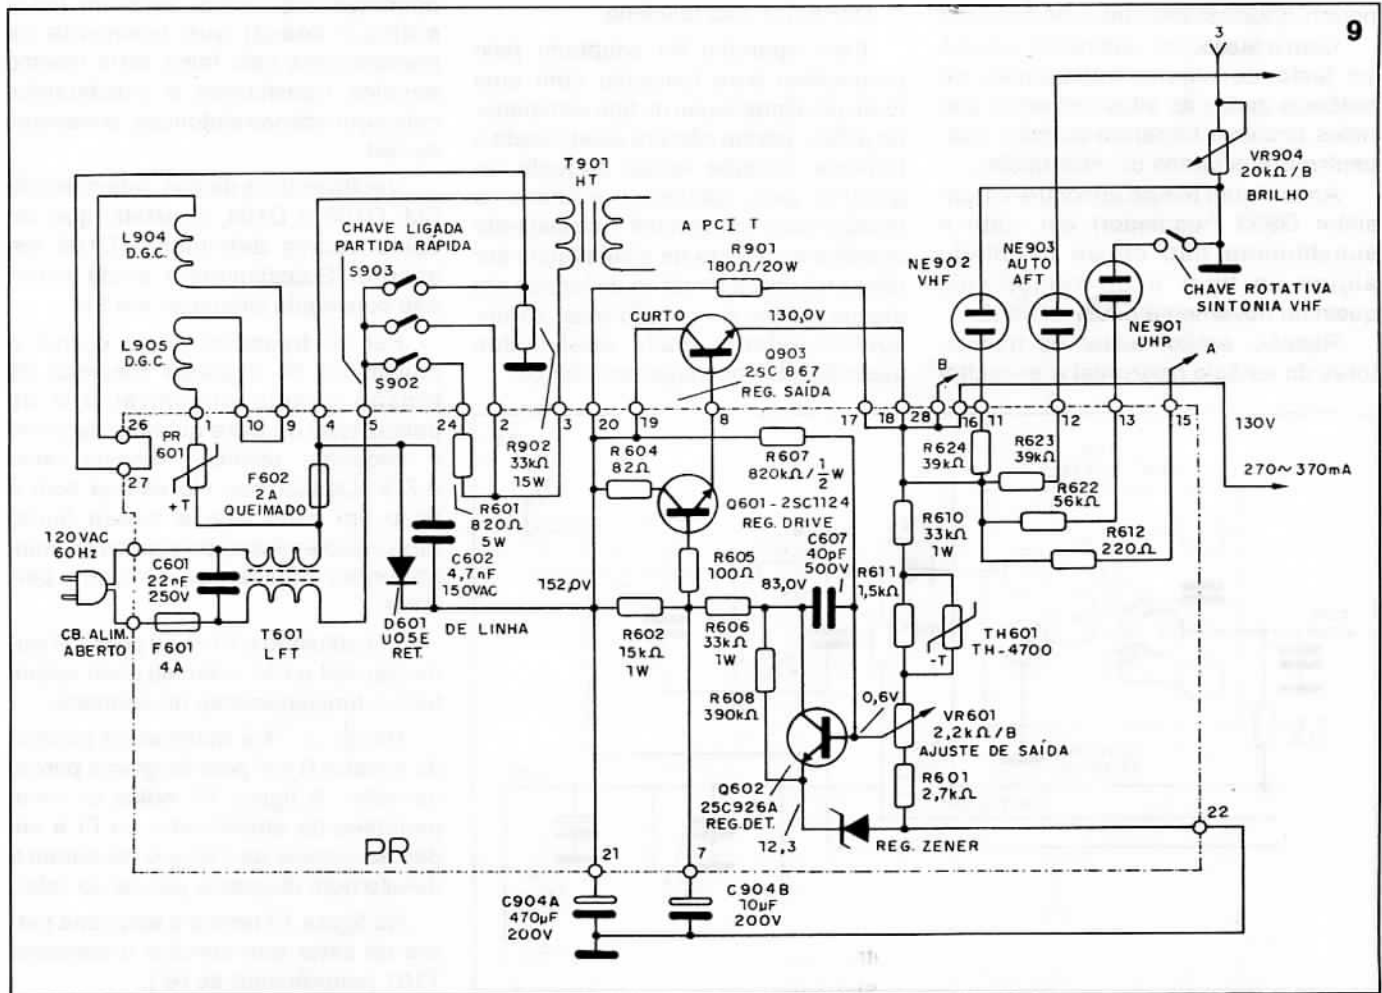 9
3
VR904
20kΩ/B
BRILHO
T901
HT
L904
D.G.C.
CHAVE LIGADA
PARTIDA RÁPIDA
S903
A PCI T
R901
180Ω/20W
NE902
VHF
NE903
AUTO
AF
CHAVE ROTATIVA
SINTONIA VHF
NE901
UHP
L905
D.G.C.
S902
CURTO
130,0V
Q903
2SC867
REG. SAÍDA
B
A
26
1
10
9
4
5
24
2
3
20
19
8
17
18
28
16
11
12
13
15
130V
270~370mA
PR
601
+T
27
F602
2A
QUEIMADO
R902
33kΩ
15W
R601
820Ω
5W
R604
82Ω
R607
820kΩ/½W
Q601-2SC1124
REG. DRIVE
R624
39kΩ
R623
39kΩ
R622
56kΩ
R612
220Ω
R610
33kΩ
1W
120VAC
60Hz
C601
22nF
250V
C602
4,7nF
150VAC
152,0V
R605
100Ω
83,0V
C607
40pF
500V
R611
1,5kΩ
TH601
TH-4700
-T
CB. ALIM.
ABERTO
F601
4A
T601
LFT
D601
U05E
RET.
DE LINHA
R602
15kΩ
1W
R606
33kΩ
1W
R608
390kΩ
0,6V
VR601
2,2kΩ/B
AJUSTE DE SAÍDA
R601
2,7kΩ
Q602
2SC926A
REG.DET.
12,3
REG. ZENER
22
PR
21
7
C904A
470µF
200V
C904B
10µF
200V